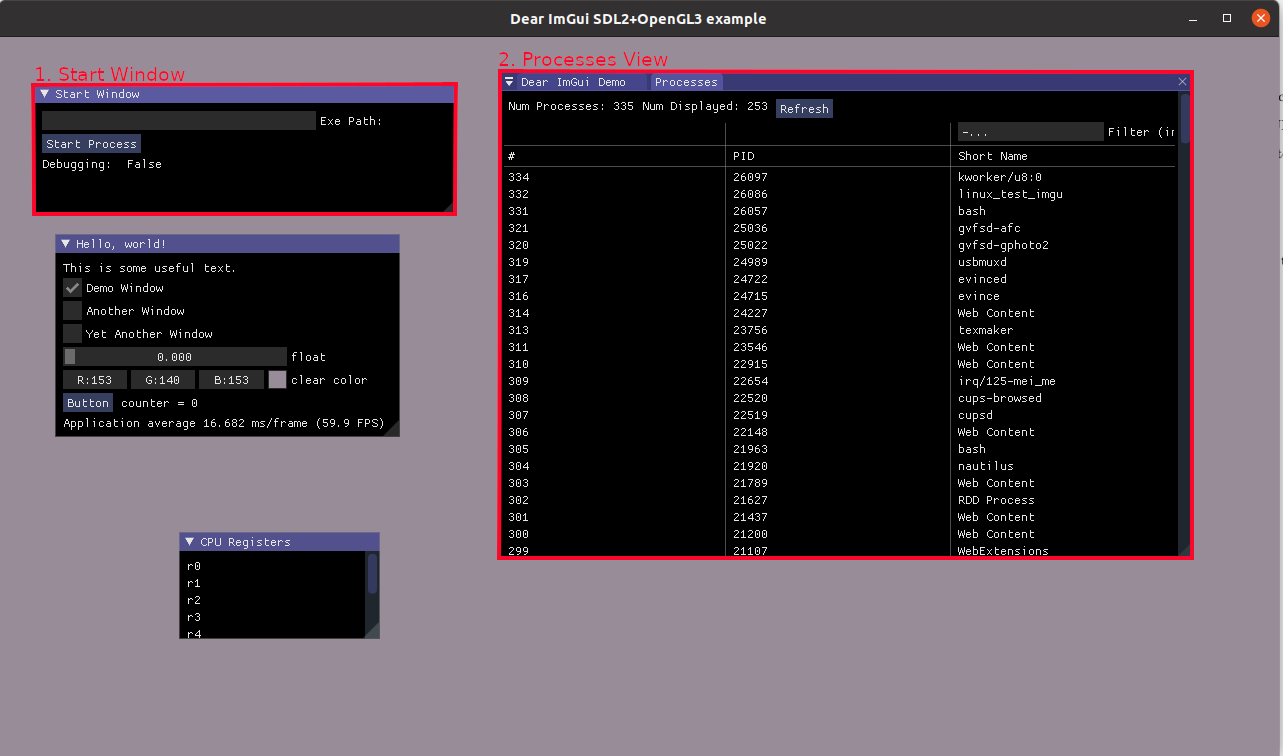 Dear ImGui SDL2+OpenGL3 example
1. Start Window
Start Window
Exe Path:
Start Process
Debugging: False
Hello, world!
This is some useful text.
Demo Window
Another Window
Yet Another Window
0.000 float
R:153 G:140 B:153 clear color
Button counter = 0
Application average 16.682 ms/frame (59.9 FPS)
CPU Registers
r0
r1
r2
r3
r4
2. Processes View
Dear ImGui Demo Processes
Num Processes: 335 Num Displayed: 253 Refresh
-... Filter (in
# PID Short Name
334 26097 kworker/u8:0
332 26086 linux_test_imgu
331 26057 bash
321 25036 gvfsd-afc
320 25022 gvfsd-gphoto2
319 24989 usbmuxd
317 24722 evinced
316 24715 evince
314 24227 Web Content
313 23756 texmaker
311 23546 Web Content
310 22915 Web Content
309 22654 irq/125-mei_me
308 22520 cups-browsed
307 22519 cupsd
306 22148 Web Content
305 21963 bash
304 21920 nautilus
303 21789 Web Content
302 21627 RDD Process
301 21437 Web Content
300 21200 Web Content
299 21107 WebExtensions